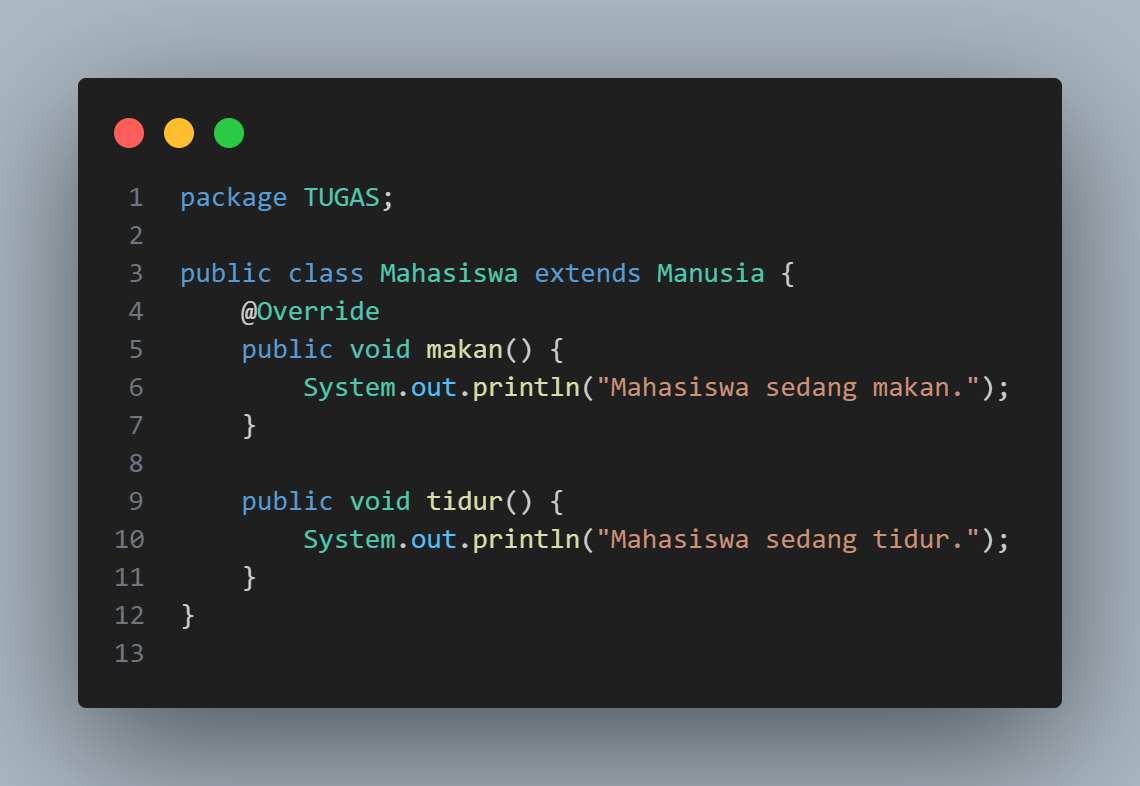 1 package TUGAS;
2
3 public class Mahasiswa extends Manusia {
4     @Override
5     public void makan() {
6         System.out.println("Mahasiswa sedang makan.");
7     }
8
9     public void tidur() {
10         System.out.println("Mahasiswa sedang tidur.");
11     }
12 }
13